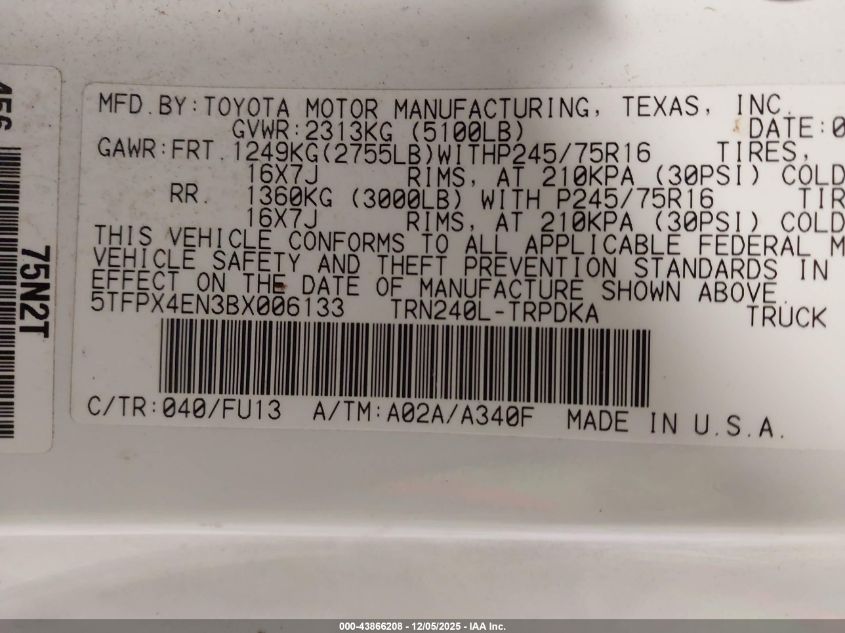 456
75N2T
MFD.BY:TOYOTA MOTOR MANUFACTURING, TEXAS, INC.
GVWR:2313KG (5100LB) DATE:0
GAWR:FRT. 1249KG(2755LB)WITHP245/75R16 TIRES,
16X7J RIMS, AT 210KPA (30PSI) COLD
RR. 1360KG (3000LB) WITH P245/75R16 TIR
16X7J RIMS, AT 210KPA (30PSI) COLD
THIS VEHICLE CONFORMS TO ALL APPLICABLE FEDERAL M
VEHICLE SAFETY AND THEFT PREVENTION STANDARDS IN
EFFECT ON THE DATE OF MANUFACTURE SHOWN ABOVE.
5TFPX4EN3BX006133 TRN240L-TRPDKA TRUCK
C/TR:040/FU13 A/TM:A02A/A340F MADE IN U.S.A.
000-43866208 - 12/05/2025 - IAA Inc.